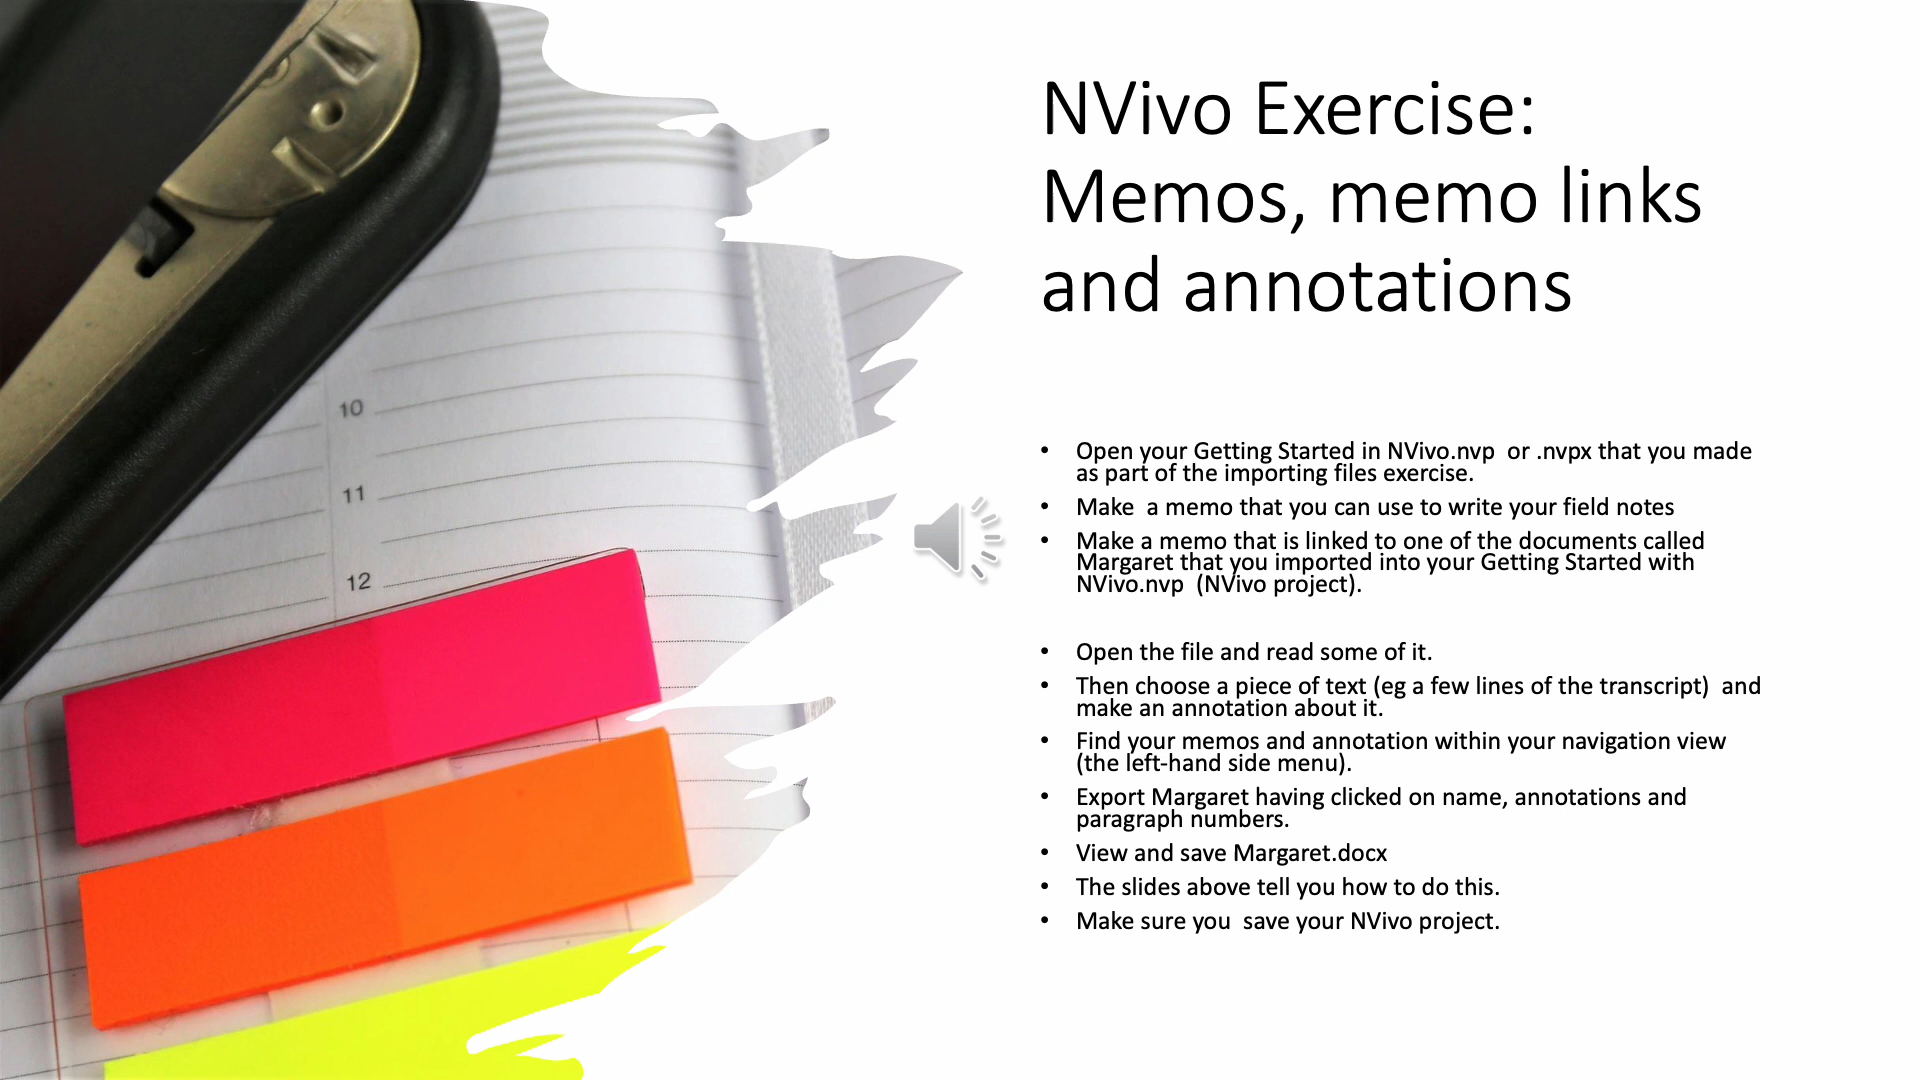 NVivo Exercise:
Memos, memo links
and annotations
10
11
12
• Open your Getting Started in NVivo.nvp  or .nvpx that you made
as part of the importing files exercise.
• Make  a memo that you can use to write your field notes
• Make a memo that is linked to one of the documents called
Margaret that you imported into your Getting Started with
NVivo.nvp  (NVivo project).
• Open the file and read some of it.
• Then choose a piece of text (eg a few lines of the transcript)  and
make an annotation about it.
• Find your memos and annotation within your navigation view
(the left-hand side menu).
• Export Margaret having clicked on name, annotations and
paragraph numbers.
• View and save Margaret.docx
• The slides above tell you how to do this.
• Make sure you  save your NVivo project.